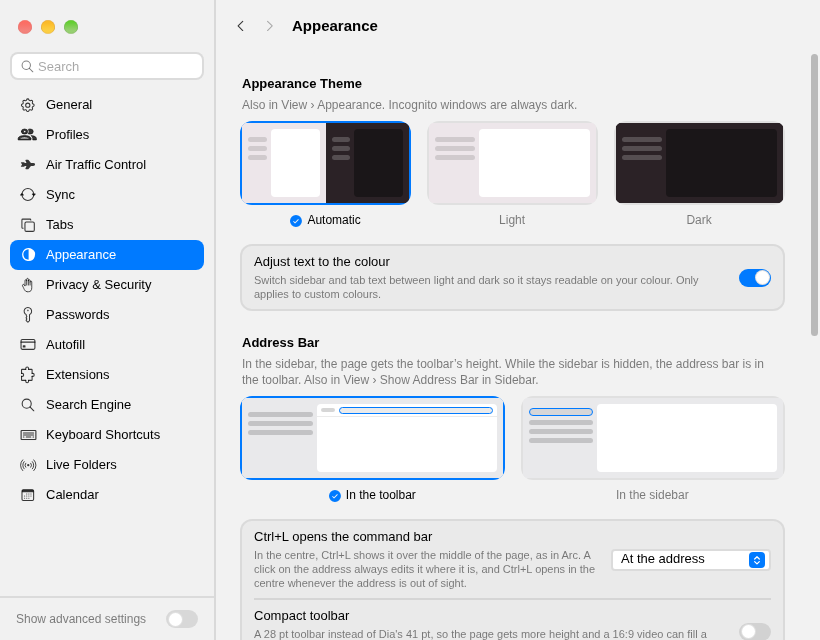 Appearance
Search
General
Profiles
Air Traffic Control
Sync
Tabs
Appearance
Privacy & Security
Passwords
Autofill
Extensions
Search Engine
Keyboard Shortcuts
Live Folders
Calendar
Show advanced settings
Appearance Theme
Also in View › Appearance. Incognito windows are always dark.
Automatic
Light
Dark
Adjust text to the colour
Switch sidebar and tab text between light and dark so it stays readable on your colour. Only
applies to custom colours.
Address Bar
In the sidebar, the page gets the toolbar’s height. While the sidebar is hidden, the address bar is in
the toolbar. Also in View › Show Address Bar in Sidebar.
In the toolbar
In the sidebar
Ctrl+L opens the command bar
In the centre, Ctrl+L shows it over the middle of the page, as in Arc. A
click on the address always edits it where it is, and Ctrl+L opens in the
centre whenever the address is out of sight.
At the address
Compact toolbar
A 28 pt toolbar instead of Dia's 41 pt, so the page gets more height and a 16:9 video can fill a